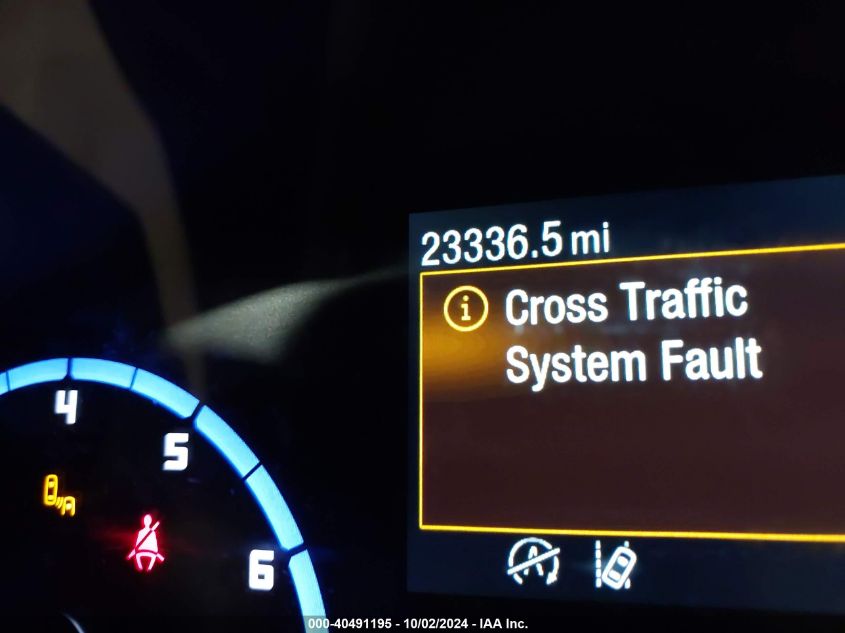 23336.5 mi
i Cross Traffic
System Fault
4
5
6
A
000-40491195 - 10/02/2024 - IAA Inc.